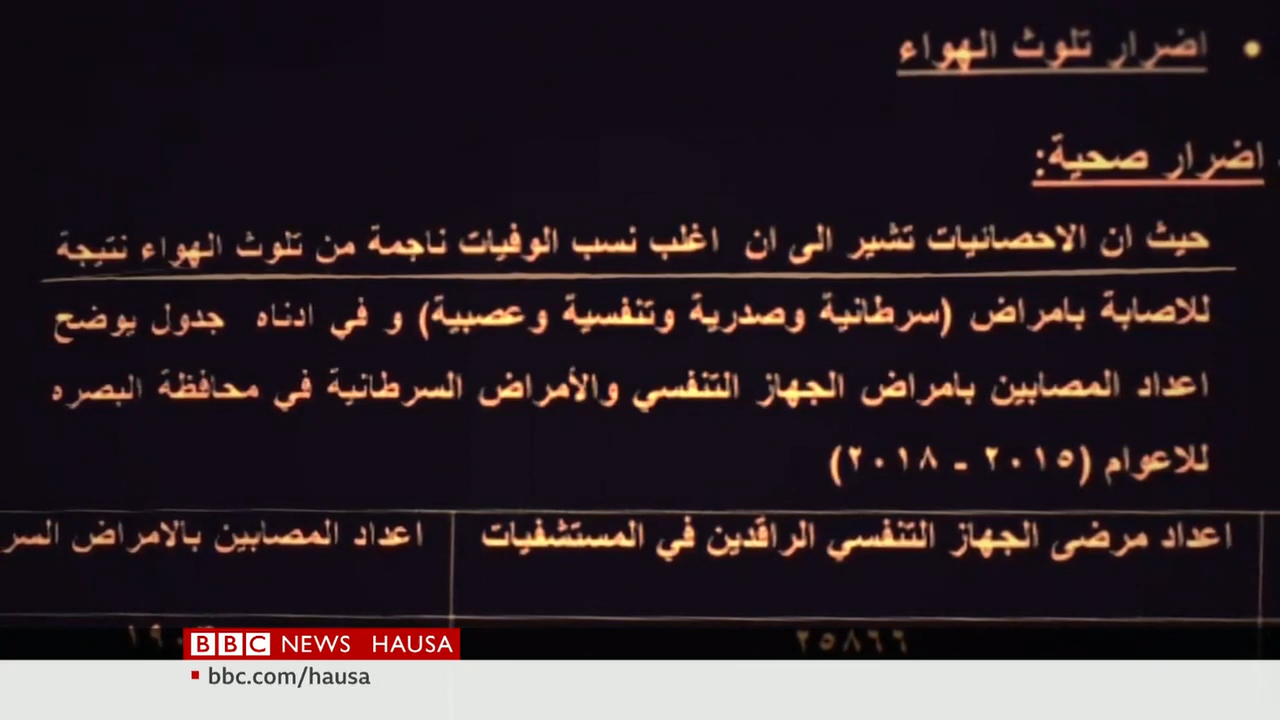 • اضرار تلوث الهواء
اضرار صحية:
حيث ان الاحصائيات تشير الى ان اغلب نسب الوفيات ناجمة من تلوث الهواء نتيجة
للاصابة بامراض (سرطانية وصدرية وتنفسية وعصبية) و في ادناه جدول يوضح
اعداد المصابين بامراض الجهاز التنفسي والأمراض السرطانية في محافظة البصره
للاعوام (٢٠١٥ - ٢٠١٨)
اعداد مرضى الجهاز التنفسي الراقدين في المستشفيات
اعداد المصابين بالامراض السر
٢٥٨٦٦
BBC NEWS HAUSA
bbc.com/hausa